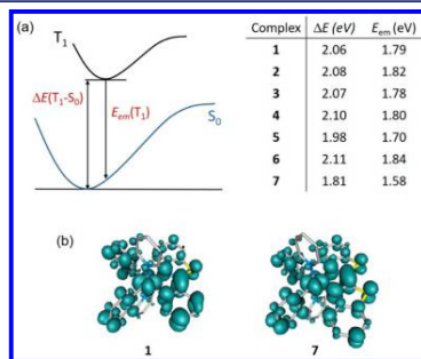 (a)
T₁
ΔE(T₁-S₀)
E_em(T₁)
S₀
Complex ΔE (eV) E_em (eV)
1 2.06 1.79
2 2.08 1.82
3 2.07 1.78
4 2.10 1.80
5 1.98 1.70
6 2.11 1.84
7 1.81 1.58
(b)
1 7